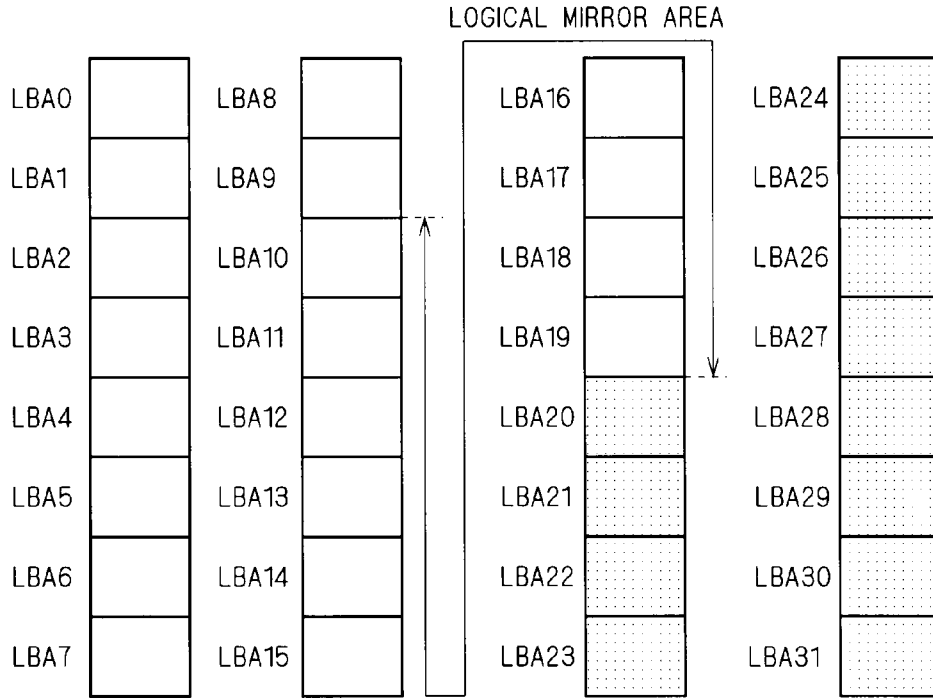 LOGICAL MIRROR AREA
LBA0
LBA1
LBA2
LBA3
LBA4
LBA5
LBA6
LBA7
LBA8
LBA9
LBA10
LBA11
LBA12
LBA13
LBA14
LBA15
LBA16
LBA17
LBA18
LBA19
LBA20
LBA21
LBA22
LBA23
LBA24
LBA25
LBA26
LBA27
LBA28
LBA29
LBA30
LBA31